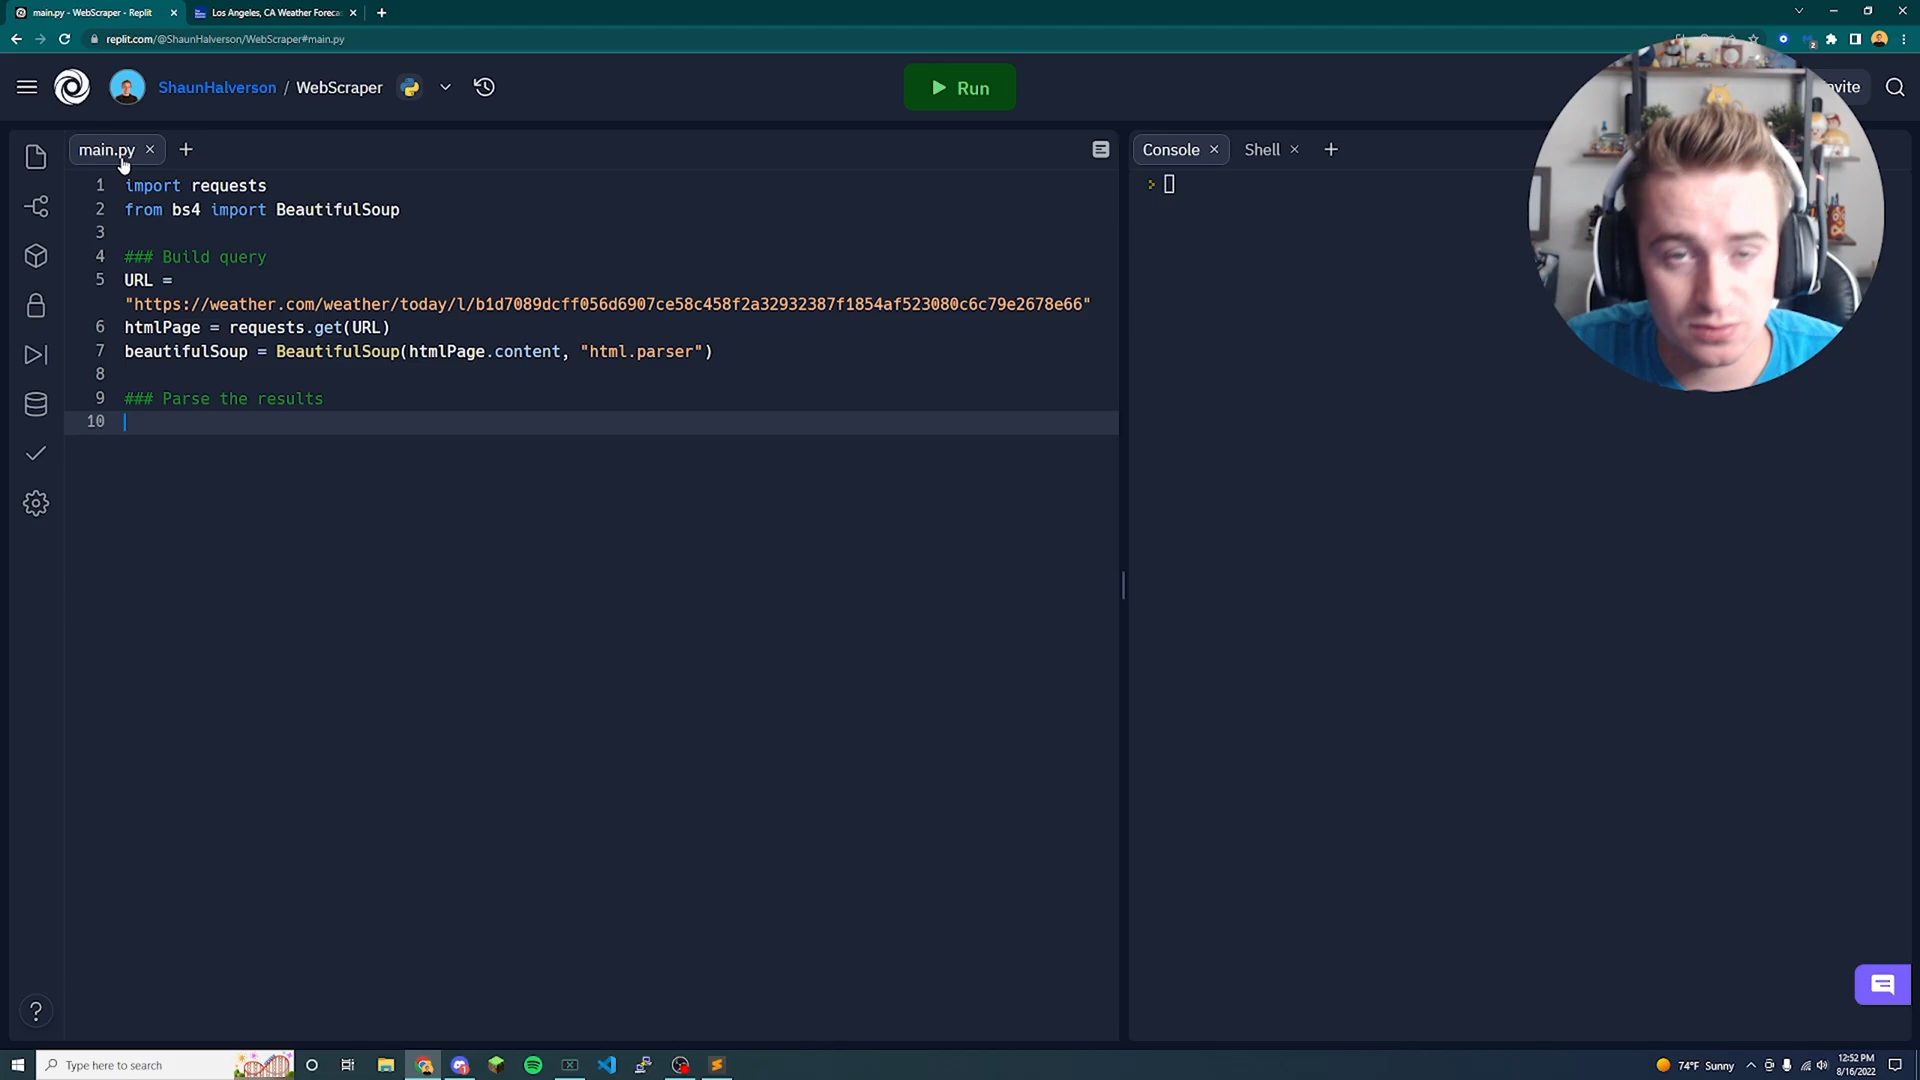 main.py - WebScraper - Replit
Los Angeles, CA Weather Foreca
replit.com/@ShaunHalverson/WebScraper#main.py
ShaunHalverson / WebScraper
Run
vite
main.py
Console
Shell
1 import requests
2 from bs4 import BeautifulSoup
3
4 ### Build query
5 URL =
"https://weather.com/weather/today/l/b1d7089dcff056d6907ce58c458f2a32932387f1854af523080c6c79e2678e66"
6 htmlPage = requests.get(URL)
7 beautifulSoup = BeautifulSoup(htmlPage.content, "html.parser")
8
9 ### Parse the results
10
Type here to search
74°F Sunny
12:52 PM
8/16/2022